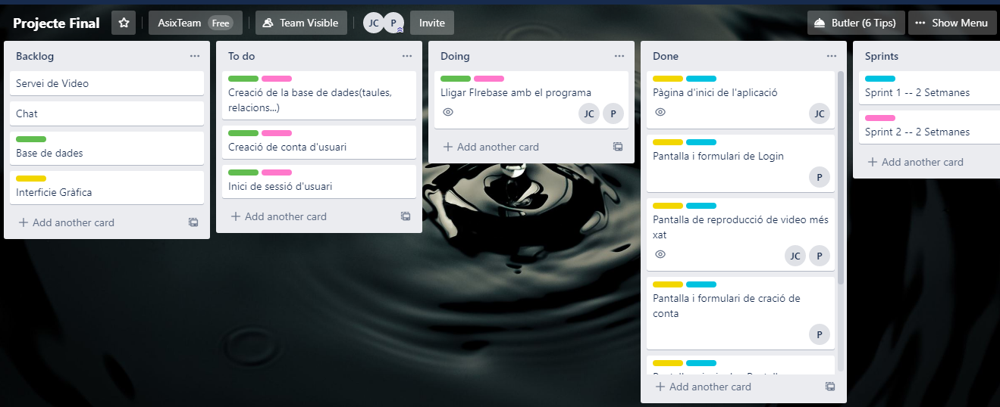 Projecte Final
AsixTeam Free
Team Visible
JC
P
Invite
Butler (6 Tips)
Show Menu
Backlog
Servei de Video
Chat
Base de dades
Interficie Gràfica
Add another card
To do
Creació de la base de dades(taules,
relacions...)
Creació de conta d'usuari
Inici de sessió d'usuari
Add another card
Doing
Lligar FIrebase amb el programa
JC
P
Add another card
Done
Pàgina d'inici de l'aplicació
JC
Pantalla i formulari de Login
P
Pantalla de reproducció de video més
xat
JC
P
Pantalla i formulari de cració de
conta
P
Add another card
Sprints
Sprint 1 -- 2 Setmanes
Sprint 2 -- 2 Setmanes
Add another card